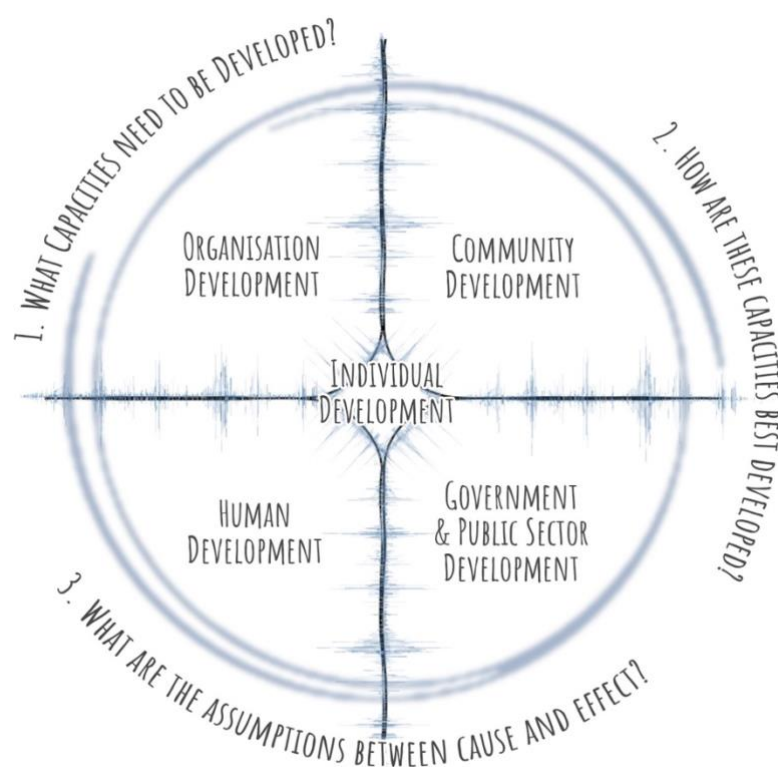 1. What Capacities need to be Developed?
2. How are these capacities best developed?
Organisation
Development
Community
Development
Individual
Development
Human
Development
Government
& Public Sector
Development
3. What are the assumptions between cause and effect?